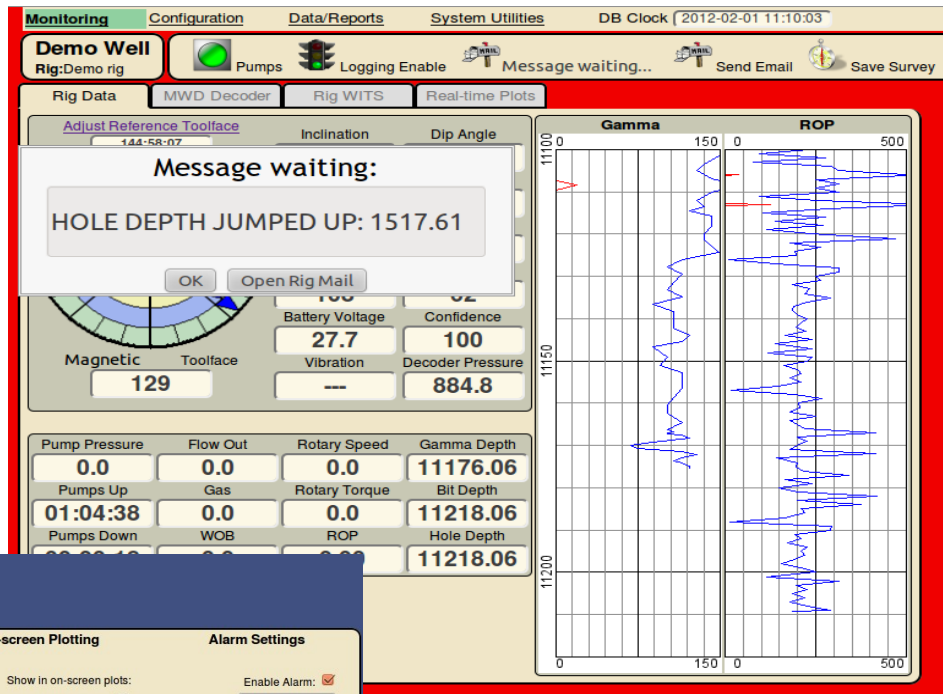 Monitoring Configuration Data/Reports System Utilities DB Clock 2012-02-01 11:10:03
Demo Well
Rig:Demo rig
Pumps Logging Enable MAIL Message waiting... MAIL Send Email Save Survey
Rig Data MWD Decoder Rig WITS Real-time Plots
Adjust Reference Toolface Inclination Dip Angle
144:58:07
Message waiting:
HOLE DEPTH JUMPED UP: 1517.61
OK Open Rig Mail
Battery Voltage Confidence
27.7 100
Magnetic Toolface Vibration Decoder Pressure
129 --- 884.8
Pump Pressure Flow Out Rotary Speed Gamma Depth
0.0 0.0 0.0 11176.06
Pumps Up Gas Rotary Torque Bit Depth
01:04:38 0.0 0.0 11218.06
Pumps Down WOB ROP Hole Depth
11218.06
Gamma ROP
0 150 0 500
11100
11150
11200
0 150 0 500
-screen Plotting Alarm Settings
Show in on-screen plots: Enable Alarm: